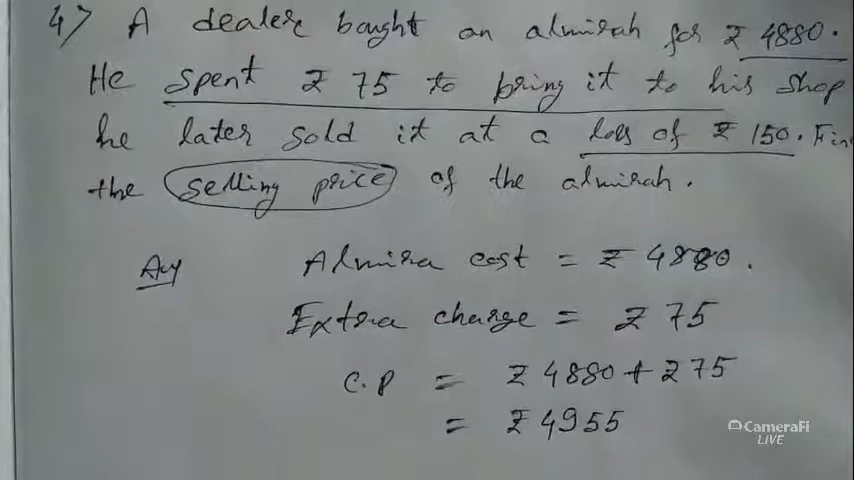 4> A dealer bought an almirah for ₹ 4880.
He spent ₹ 75 to bring it to his shop
he later sold it at a loss of ₹ 150. Fin
the selling price of the almirah.
Ans Almira cost = ₹ 4880.
Extra charge = ₹ 75
C.P = ₹ 4880 + ₹ 75
= ₹ 4955
CameraFi
LIVE